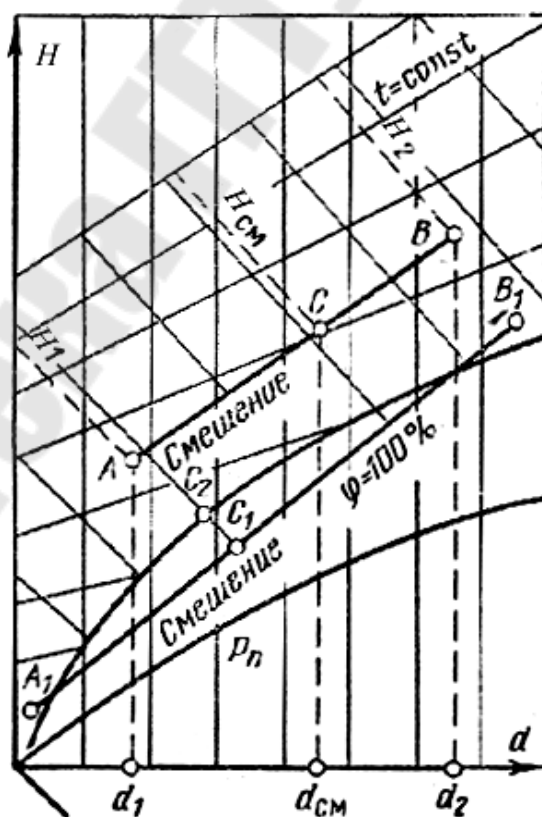 H
t=const
H₂
Hсм
B
B₁
C
H₁
Смешение
A
C₂
C₁
φ=100%
Смешение
A₁
pп
d
d₁
dсм
d₂